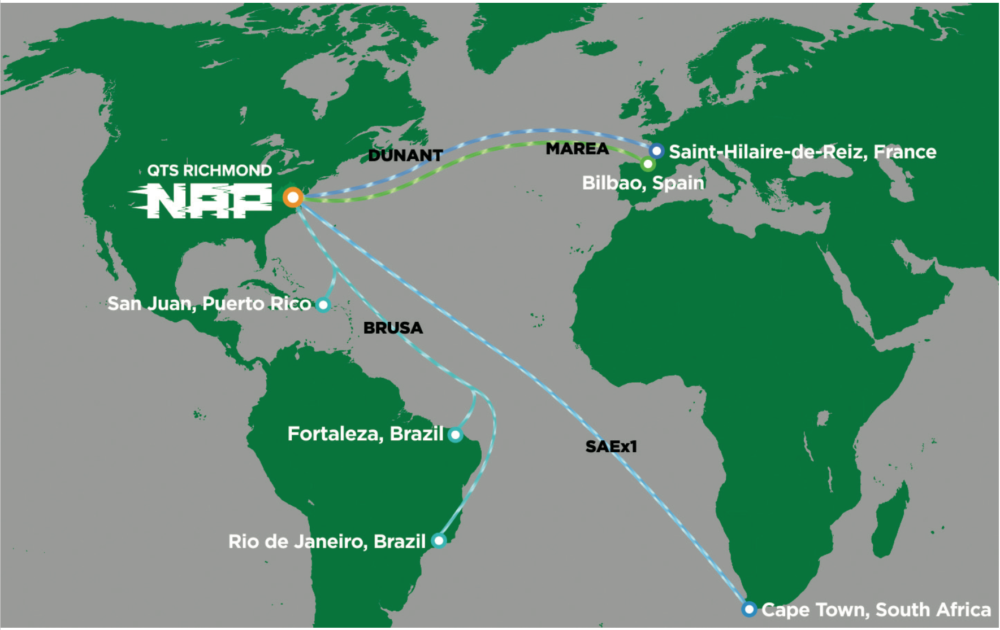 DUNANT
MAREA
Saint-Hilaire-de-Reiz, France
QTS RICHMOND
NAP
Bilbao, Spain
San Juan, Puerto Rico
BRUSA
Fortaleza, Brazil
SAEx1
Rio de Janeiro, Brazil
Cape Town, South Africa